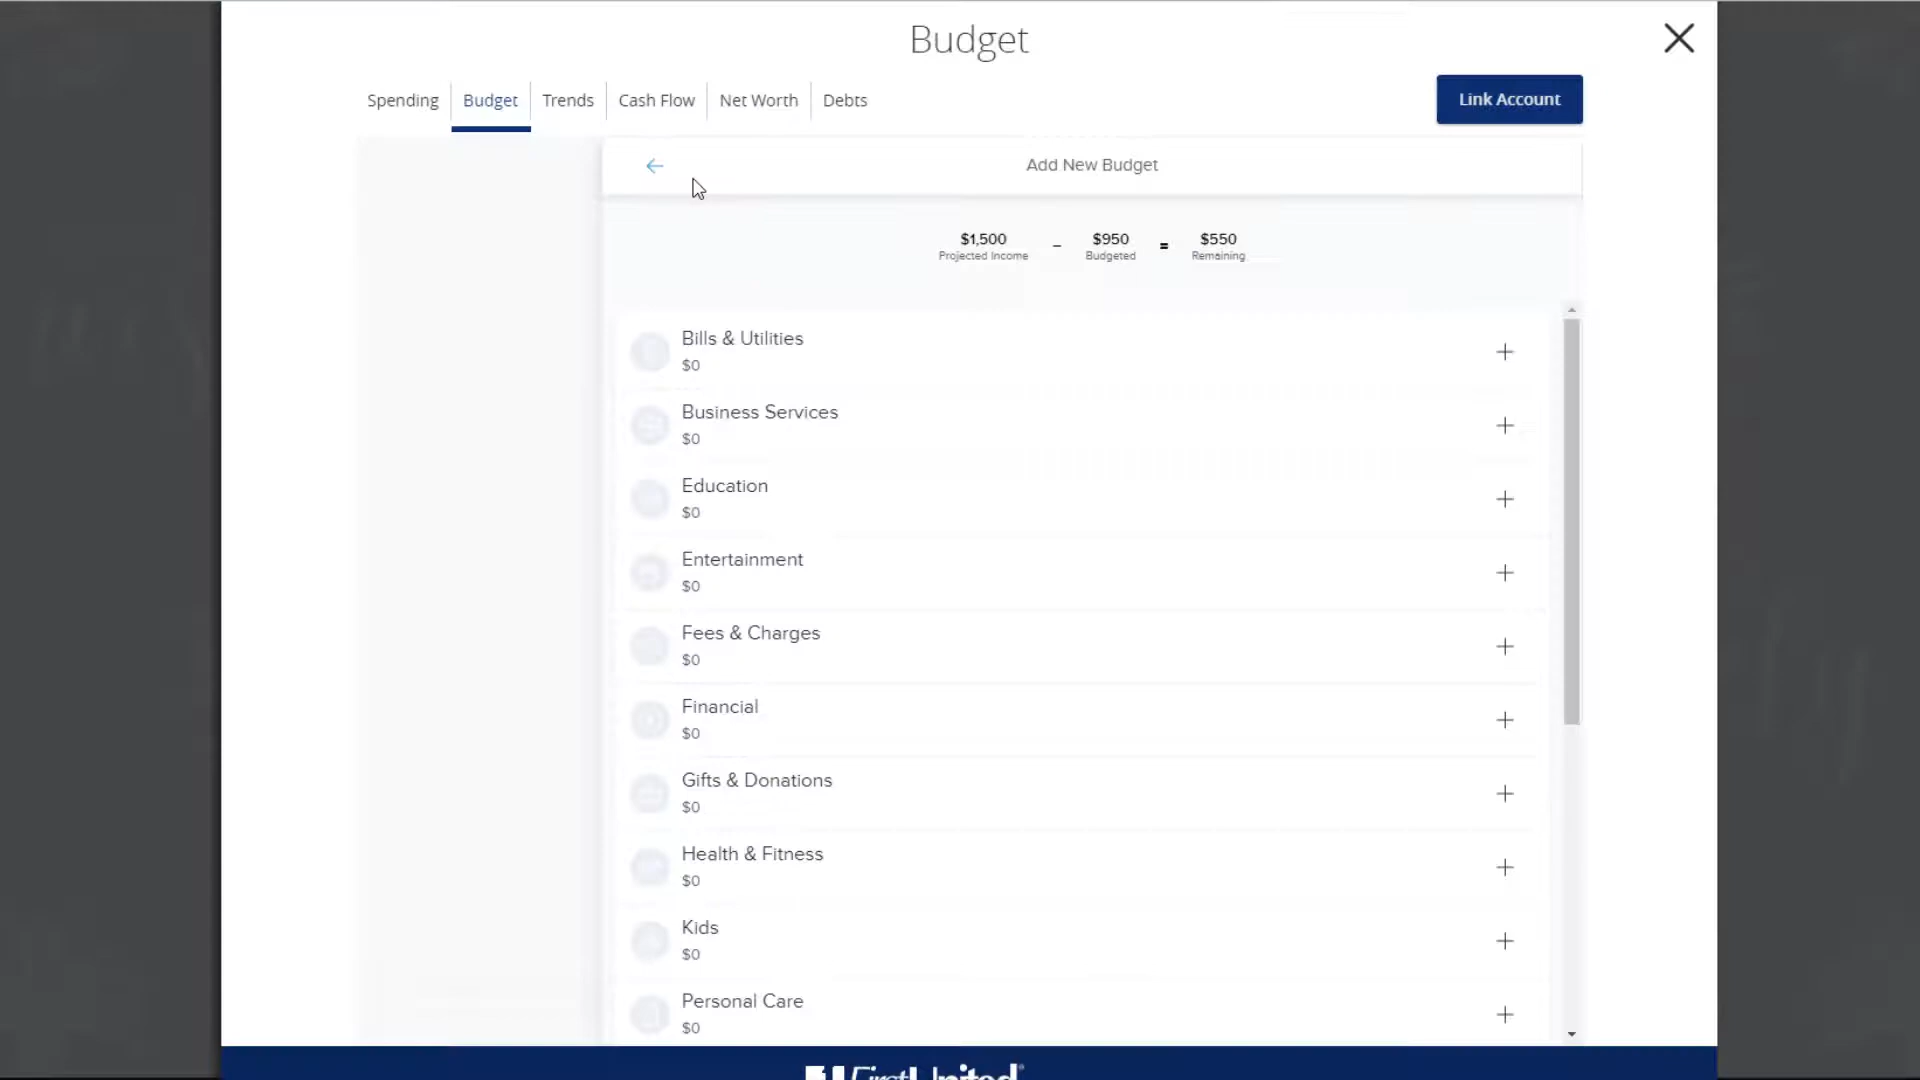 Budget
Spending
Budget
Trends
Cash Flow
Net Worth
Debts
Link Account
Add New Budget
$1,500 - $950 = $550
Projected Income Budgeted Remaining
Bills & Utilities
$0
Business Services
$0
Education
$0
Entertainment
$0
Fees & Charges
$0
Financial
$0
Gifts & Donations
$0
Health & Fitness
$0
Kids
$0
Personal Care
$0
First United